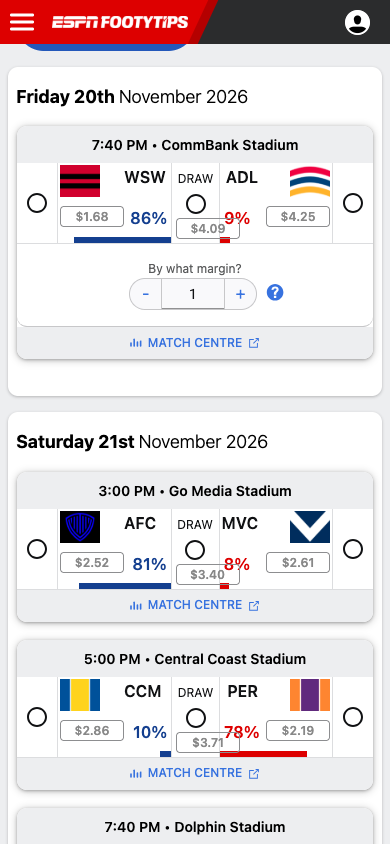 ESPN FOOTYTIPS
Friday 20th November 2026
7:40 PM • CommBank Stadium
WSW DRAW ADL
$1.68 86% $4.09 9% $4.25
By what margin?
- 1 + ?
MATCH CENTRE
Saturday 21st November 2026
3:00 PM • Go Media Stadium
AFC DRAW MVC
$2.52 81% $3.40 8% $2.61
MATCH CENTRE
5:00 PM • Central Coast Stadium
CCM DRAW PER
$2.86 10% $3.71 78% $2.19
MATCH CENTRE
7:40 PM • Dolphin Stadium